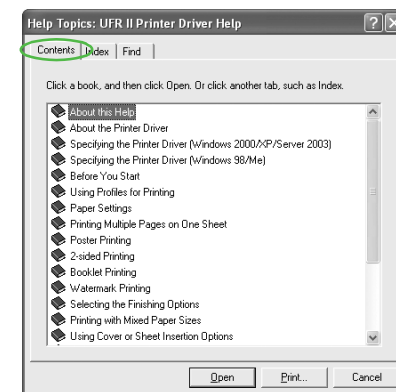 Help Topics: UFR II Printer Driver Help
Contents Index Find
Click a book, and then click Open. Or click another tab, such as Index.
About this Help
About the Printer Driver
Specifying the Printer Driver (Windows 2000/XP/Server 2003)
Specifying the Printer Driver (Windows 98/Me)
Before You Start
Using Profiles for Printing
Paper Settings
Printing Multiple Pages on One Sheet
Poster Printing
2-sided Printing
Booklet Printing
Watermark Printing
Selecting the Finishing Options
Printing with Mixed Paper Sizes
Using Cover or Sheet Insertion Options
Open Print... Cancel